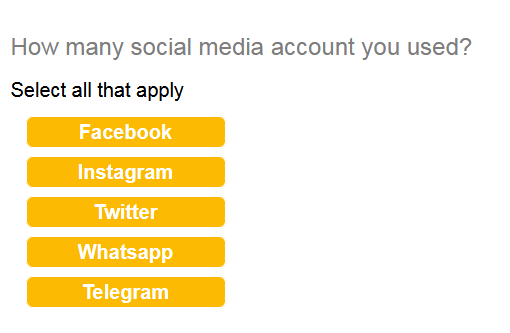 How many social media account you used?
Select all that apply
Facebook
Instagram
Twitter
Whatsapp
Telegram